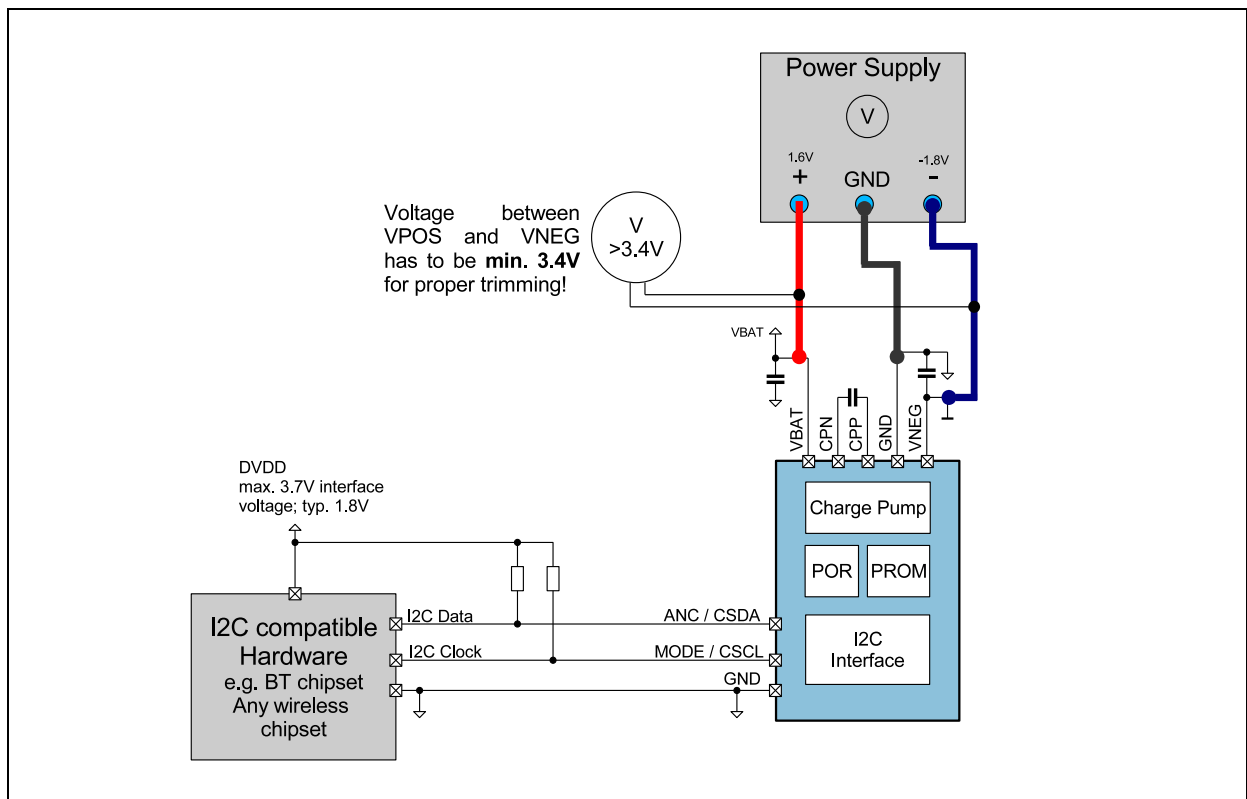 Power Supply
V
1.6V
+
GND
-1.8V
-
Voltage between
VPOS and VNEG
has to be min. 3.4V
for proper trimming!
V
>3.4V
VBAT
VBAT
CPN
CPP
GND
VNEG
DVDD
max. 3.7V interface
voltage; typ. 1.8V
Charge Pump
POR
PROM
I2C
Interface
I2C compatible
Hardware
e.g. BT chipset
Any wireless
chipset
I2C Data
ANC / CSDA
I2C Clock
MODE / CSCL
GND